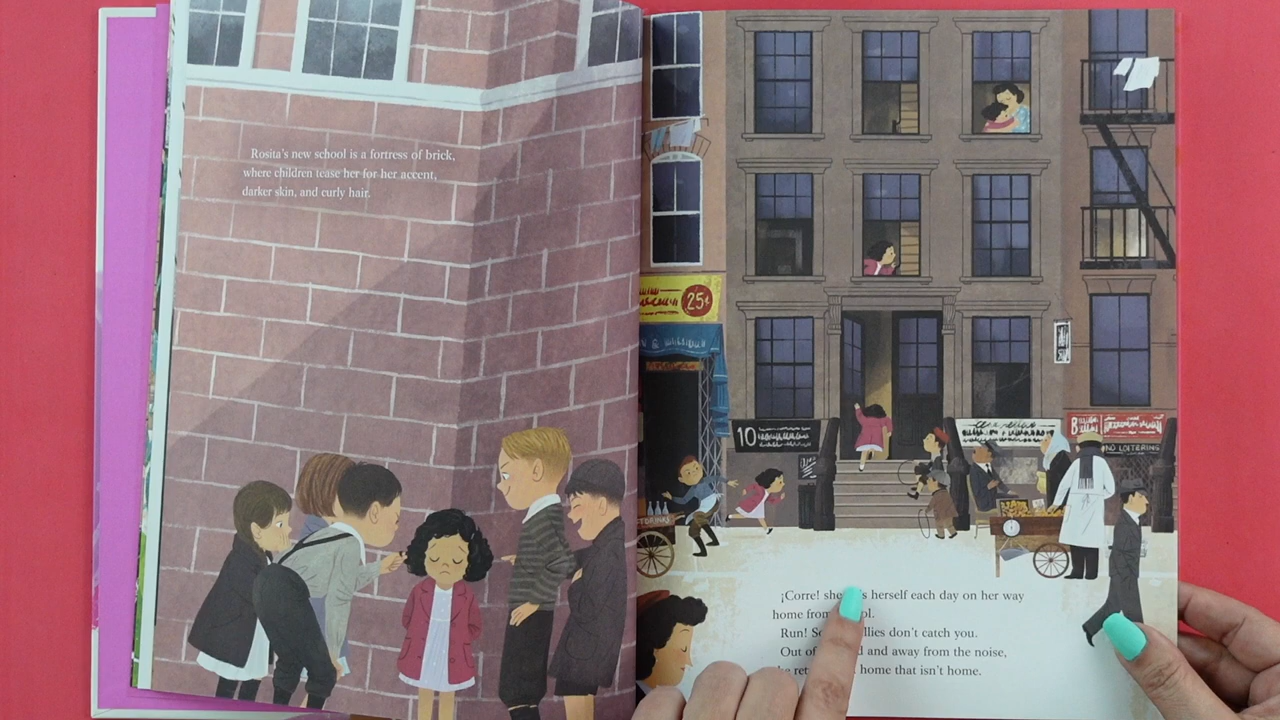 Rosita's new school is a fortress of brick,
where children tease her for her accent,
darker skin, and curly hair.
25¢
10
NO LOITERING
¡Corre! herself each day on her way
home
Run! don't catch you.
Out of and away from the noise,
home that isn't home.